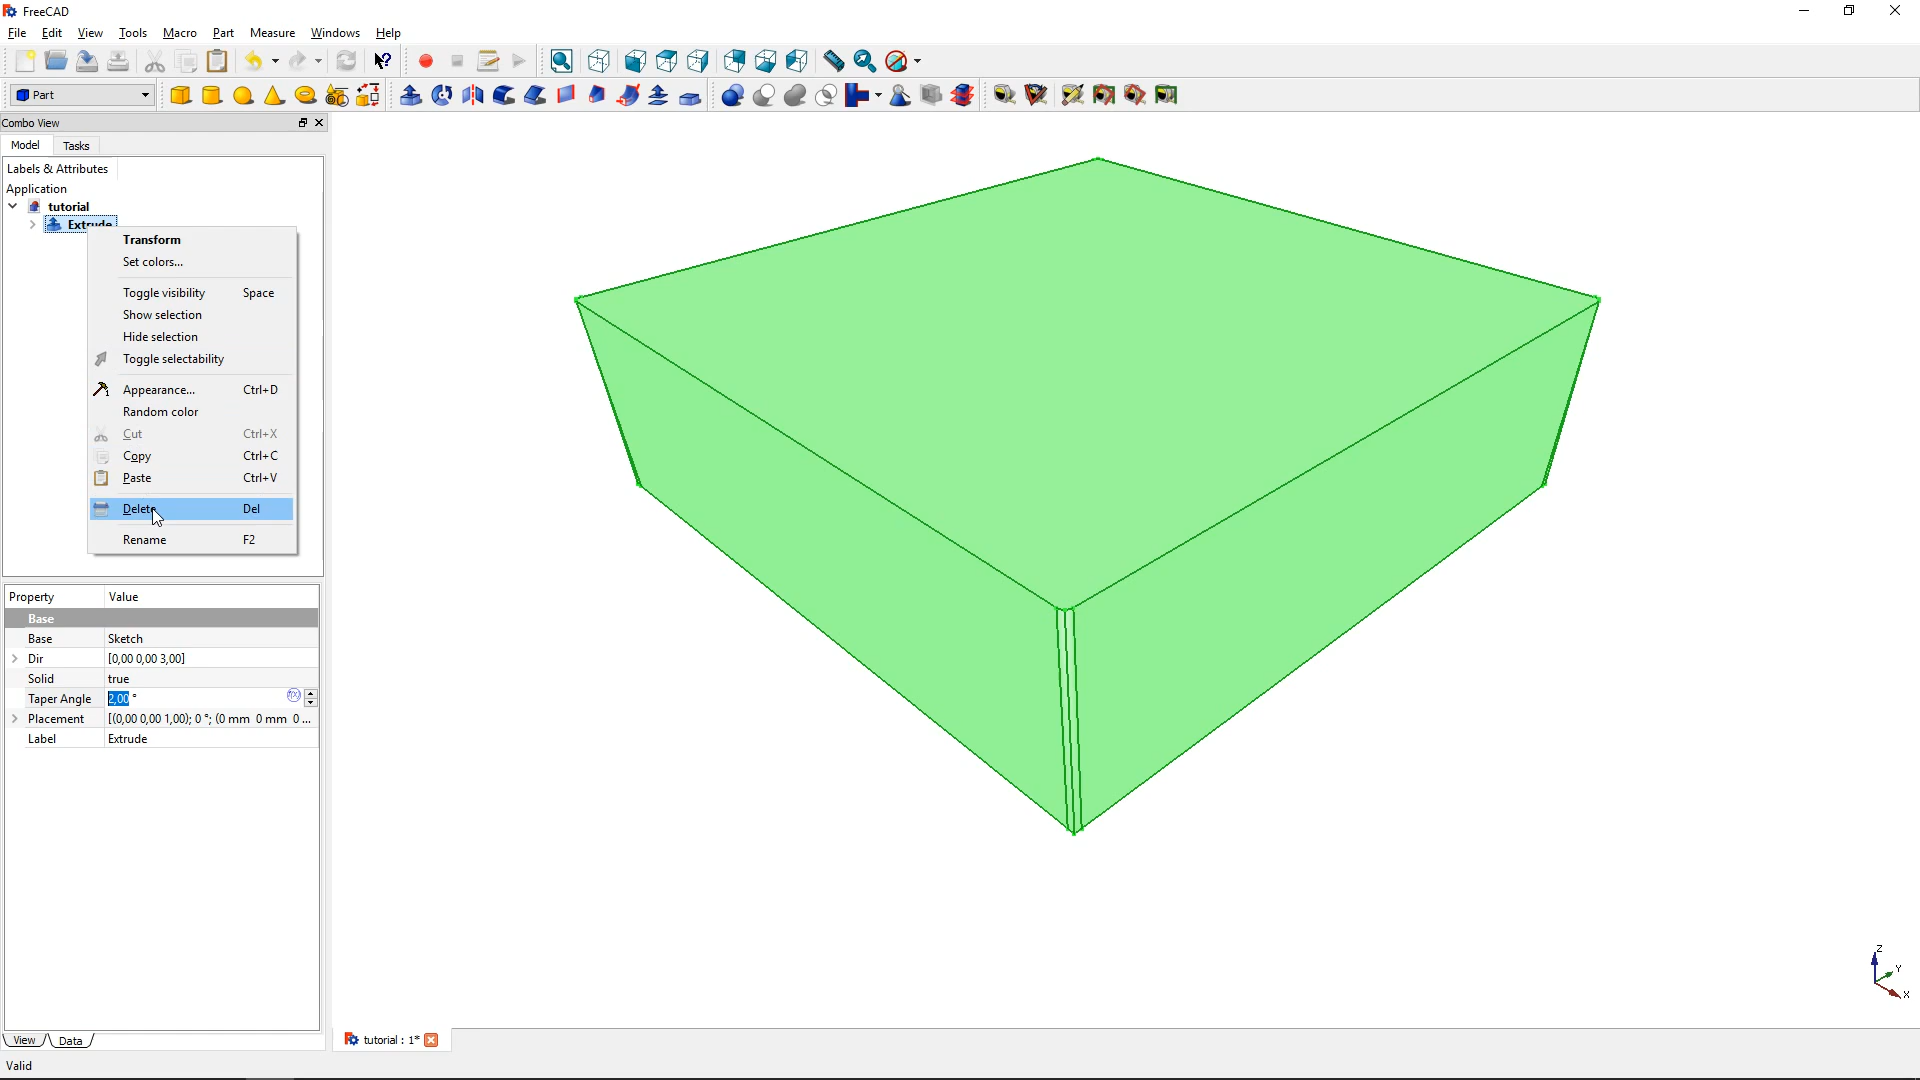 FreeCAD
File Edit View Tools Macro Part Measure Windows Help
Part
Combo View
Model Tasks
Labels & Attributes
Application
tutorial
Extrude
Transform
Set colors...
Toggle visibility Space
Show selection
Hide selection
Toggle selectability
Appearance... Ctrl+D
Random color
Cut Ctrl+X
Copy Ctrl+C
Paste Ctrl+V
Delete Del
Rename F2
Property Value
Base
Base Sketch
Dir [0,00 0,00 3,00]
Solid true
Taper Angle 2,00 °
Placement [(0,00 0,00 1,00); 0 °; (0 mm 0 mm 0 ...
Label Extrude
View Data
tutorial : 1*
Valid
Z
Y
X